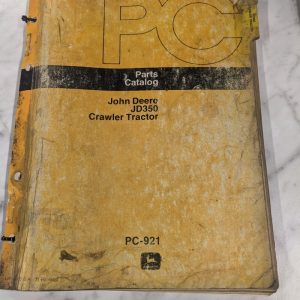 PC
Parts
Catalog
John Deere
JD350
Crawler Tractor
PC-921